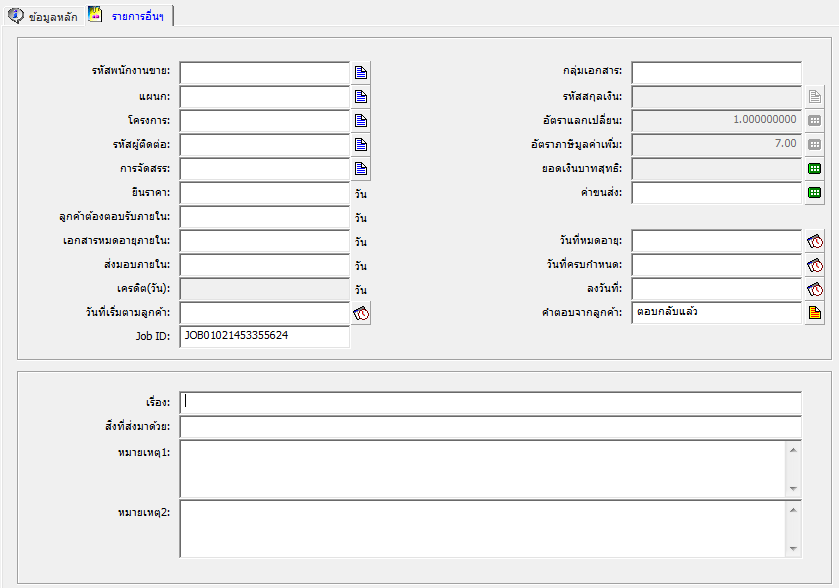 ข้อมูลหลัก รายการอื่นๆ
รหัสพนักงานขาย: กลุ่มเอกสาร:
แผนก: รหัสสกุลเงิน:
โครงการ: อัตราแลกเปลี่ยน: 1.000000000
รหัสผู้ติดต่อ: อัตราภาษีมูลค่าเพิ่ม: 7.00
การจัดสรร: ยอดเงินบาทสุทธิ:
ยืนราคา: วัน ค่าขนส่ง:
ลูกค้าต้องตอบรับภายใน: วัน
เอกสารหมดอายุภายใน: วัน วันที่หมดอายุ:
ส่งมอบภายใน: วัน วันที่ครบกำหนด:
เครดิต(วัน): วัน ลงวันที่:
วันที่เริ่มตามลูกค้า: คำตอบจากลูกค้า: ตอบกลับแล้ว
Job ID: JOB01021453355624
เรื่อง:
สิ่งที่ส่งมาด้วย:
หมายเหตุ1:
หมายเหตุ2: